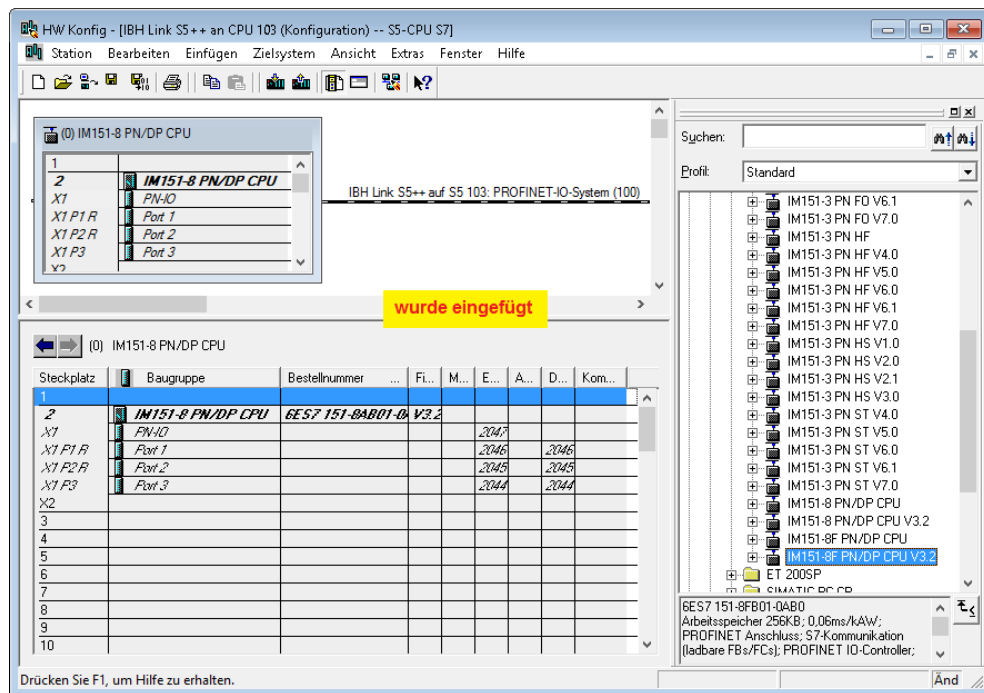 HW Konfig - [IBH Link S5++ an CPU 103 (Konfiguration) -- S5-CPU S7]
Station Bearbeiten Einfügen Zielsystem Ansicht Extras Fenster Hilfe
(0) IM151-8 PN/DP CPU
1
2 IM151-8 PN/DP CPU
X1 PN-IO
X1 P1 R Port 1
X1 P2 R Port 2
X1 P3 Port 3
X2
IBH Link S5++ auf S5 103: PROFINET-IO-System (100)
wurde eingefügt
(0) IM151-8 PN/DP CPU
Steckplatz Baugruppe Bestellnummer ... Fi... M... E... A... D... Kom...
1
2 IM151-8 PN/DP CPU 6ES7 151-8AB01-0A V3.2
X1 PN-IO 2047
X1 P1 R Port 1 2046 2046
X1 P2 R Port 2 2045 2045
X1 P3 Port 3 2044 2044
X2
3
4
5
6
7
8
9
10
Suchen:
Profil: Standard
IM151-3 PN FO V6.1
IM151-3 PN FO V7.0
IM151-3 PN HF
IM151-3 PN HF V4.0
IM151-3 PN HF V5.0
IM151-3 PN HF V6.0
IM151-3 PN HF V6.1
IM151-3 PN HF V7.0
IM151-3 PN HS V1.0
IM151-3 PN HS V2.0
IM151-3 PN HS V2.1
IM151-3 PN HS V3.0
IM151-3 PN ST V4.0
IM151-3 PN ST V5.0
IM151-3 PN ST V6.0
IM151-3 PN ST V6.1
IM151-3 PN ST V7.0
IM151-8 PN/DP CPU
IM151-8 PN/DP CPU V3.2
IM151-8F PN/DP CPU
IM151-8F PN/DP CPU V3.2
ET 200SP
SIMATIC PC CP
6ES7 151-8FB01-0AB0
Arbeitsspeicher 256KB; 0,06ms/kAW;
PROFINET Anschluss; S7-Kommunikation
(ladbare FBs/FCs); PROFINET IO-Controller;
Drücken Sie F1, um Hilfe zu erhalten.
Änd